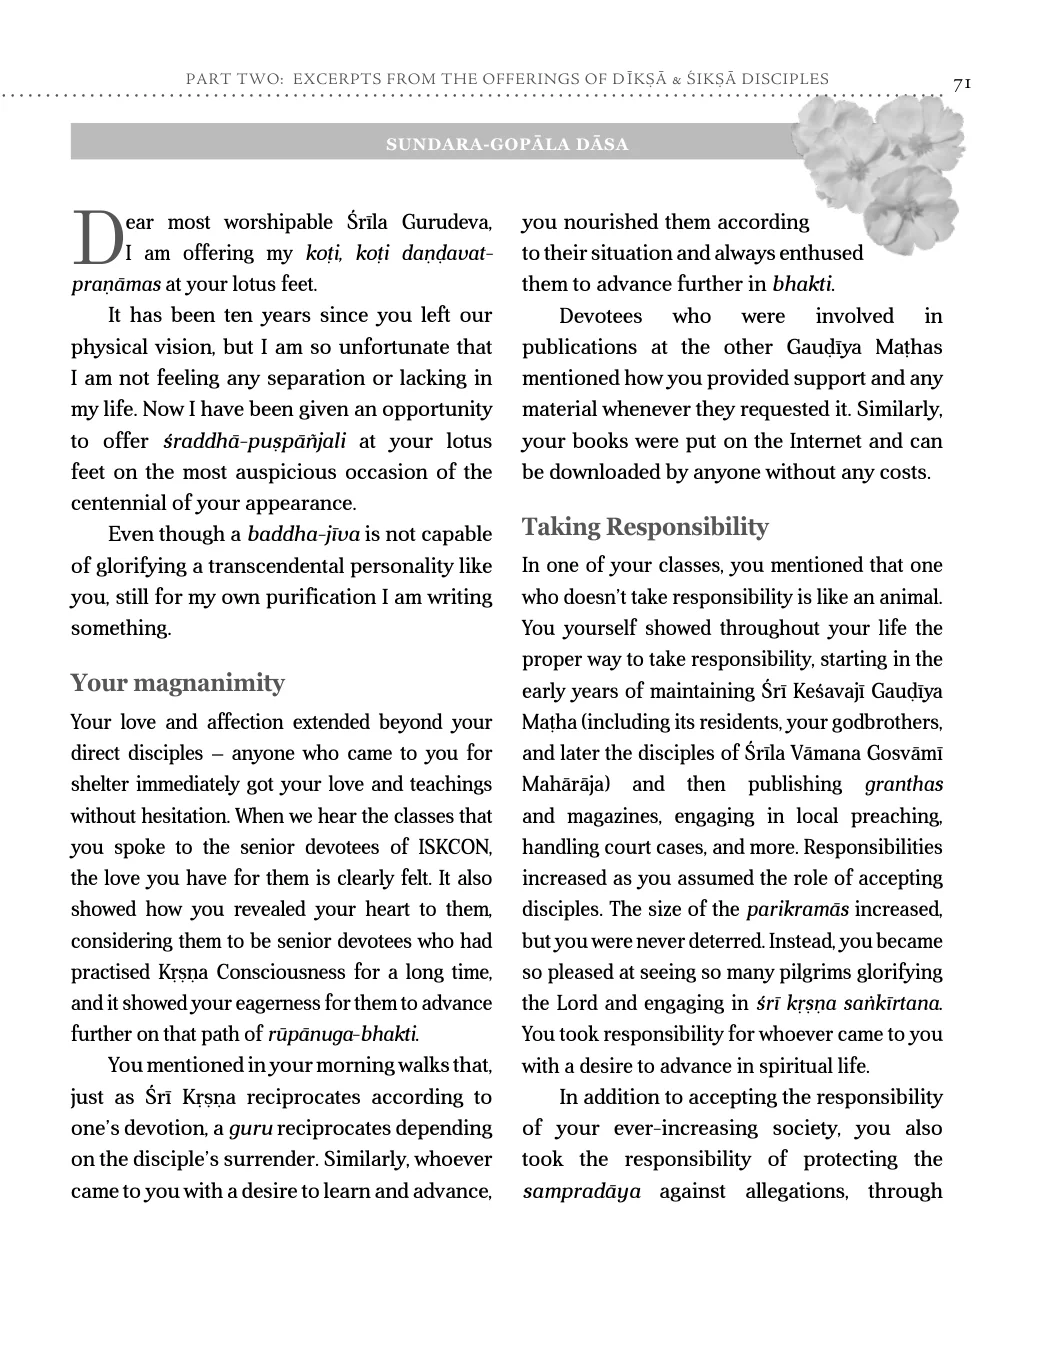 PART TWO: EXCERPTS FROM THE OFFERINGS OF DĪKṢĀ & ŚIKṢĀ DISCIPLES
71
SUNDARA-GOPĀLA DĀSA
Dear most worshipable Śrīla Gurudeva,
I am offering my koṭi, koṭi daṇḍavat-
praṇāmas at your lotus feet.
It has been ten years since you left our
physical vision, but I am so unfortunate that
I am not feeling any separation or lacking in
my life. Now I have been given an opportunity
to offer śraddhā-puṣpāñjali at your lotus
feet on the most auspicious occasion of the
centennial of your appearance.
Even though a baddha-jīva is not capable
of glorifying a transcendental personality like
you, still for my own purification I am writing
something.
Your magnanimity
Your love and affection extended beyond your
direct disciples – anyone who came to you for
shelter immediately got your love and teachings
without hesitation. When we hear the classes that
you spoke to the senior devotees of ISKCON,
the love you have for them is clearly felt. It also
showed how you revealed your heart to them,
considering them to be senior devotees who had
practised Kṛṣṇa Consciousness for a long time,
and it showed your eagerness for them to advance
further on that path of rūpānuga-bhakti.
You mentioned in your morning walks that,
just as Śrī Kṛṣṇa reciprocates according to
one's devotion, a guru reciprocates depending
on the disciple's surrender. Similarly, whoever
came to you with a desire to learn and advance,
you nourished them according
to their situation and always enthused
them to advance further in bhakti.
Devotees who were involved in
publications at the other Gauḍīya Maṭhas
mentioned how you provided support and any
material whenever they requested it. Similarly,
your books were put on the Internet and can
be downloaded by anyone without any costs.
Taking Responsibility
In one of your classes, you mentioned that one
who doesn't take responsibility is like an animal.
You yourself showed throughout your life the
proper way to take responsibility, starting in the
early years of maintaining Śrī Keśavajī Gauḍīya
Maṭha (including its residents, your godbrothers,
and later the disciples of Śrīla Vāmana Gosvāmī
Mahārāja) and then publishing granthas
and magazines, engaging in local preaching,
handling court cases, and more. Responsibilities
increased as you assumed the role of accepting
disciples. The size of the parikramās increased,
but you were never deterred. Instead, you became
so pleased at seeing so many pilgrims glorifying
the Lord and engaging in śrī kṛṣṇa saṅkīrtana.
You took responsibility for whoever came to you
with a desire to advance in spiritual life.
In addition to accepting the responsibility
of your ever-increasing society, you also
took the responsibility of protecting the
sampradāya against allegations, through